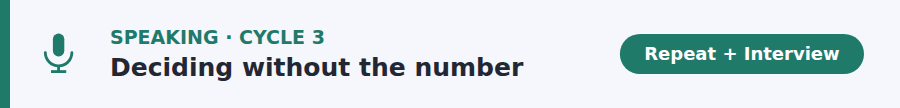 SPEAKING · CYCLE 3
Deciding without the number
Repeat + Interview